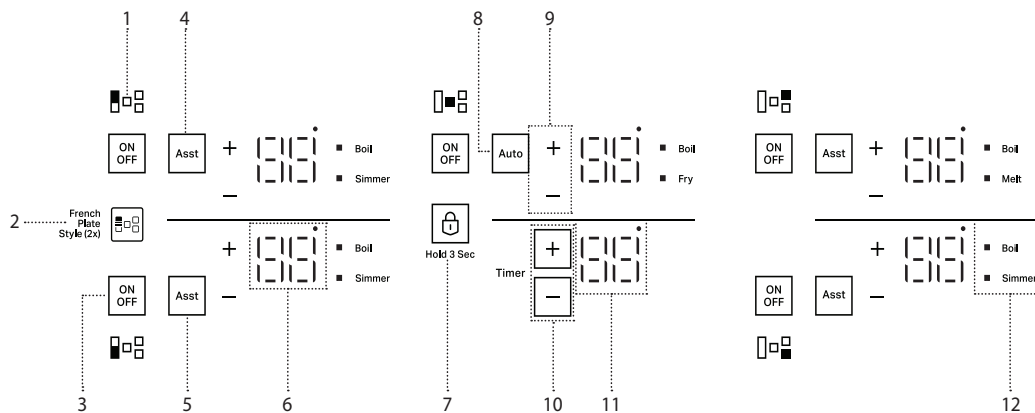 1
4
8
9
ON
OFF
Asst
+
−
Boil
Simmer
ON
OFF
Auto
+
−
Boil
Fry
ON
OFF
Asst
+
−
Boil
Melt
2
French
Plate
Style (2x)
Hold 3 Sec
+
−
Boil
Simmer
ON
OFF
Asst
Timer
+
−
ON
OFF
Asst
+
−
Boil
Simmer
3
5
6
7
10
11
12